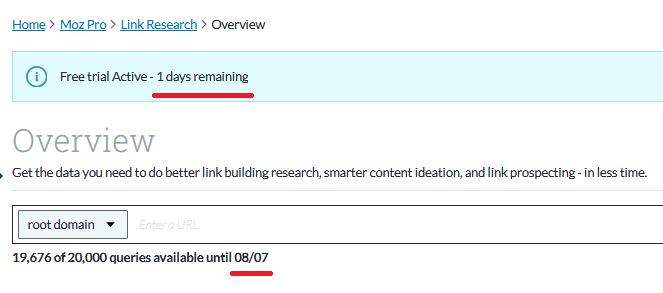 Home > Moz Pro > Link Research > Overview
Free trial Active - 1 days remaining
Overview
Get the data you need to do better link building research, smarter content ideation, and link prospecting - in less time.
root domain Enter a URL
19,676 of 20,000 queries available until 08/07